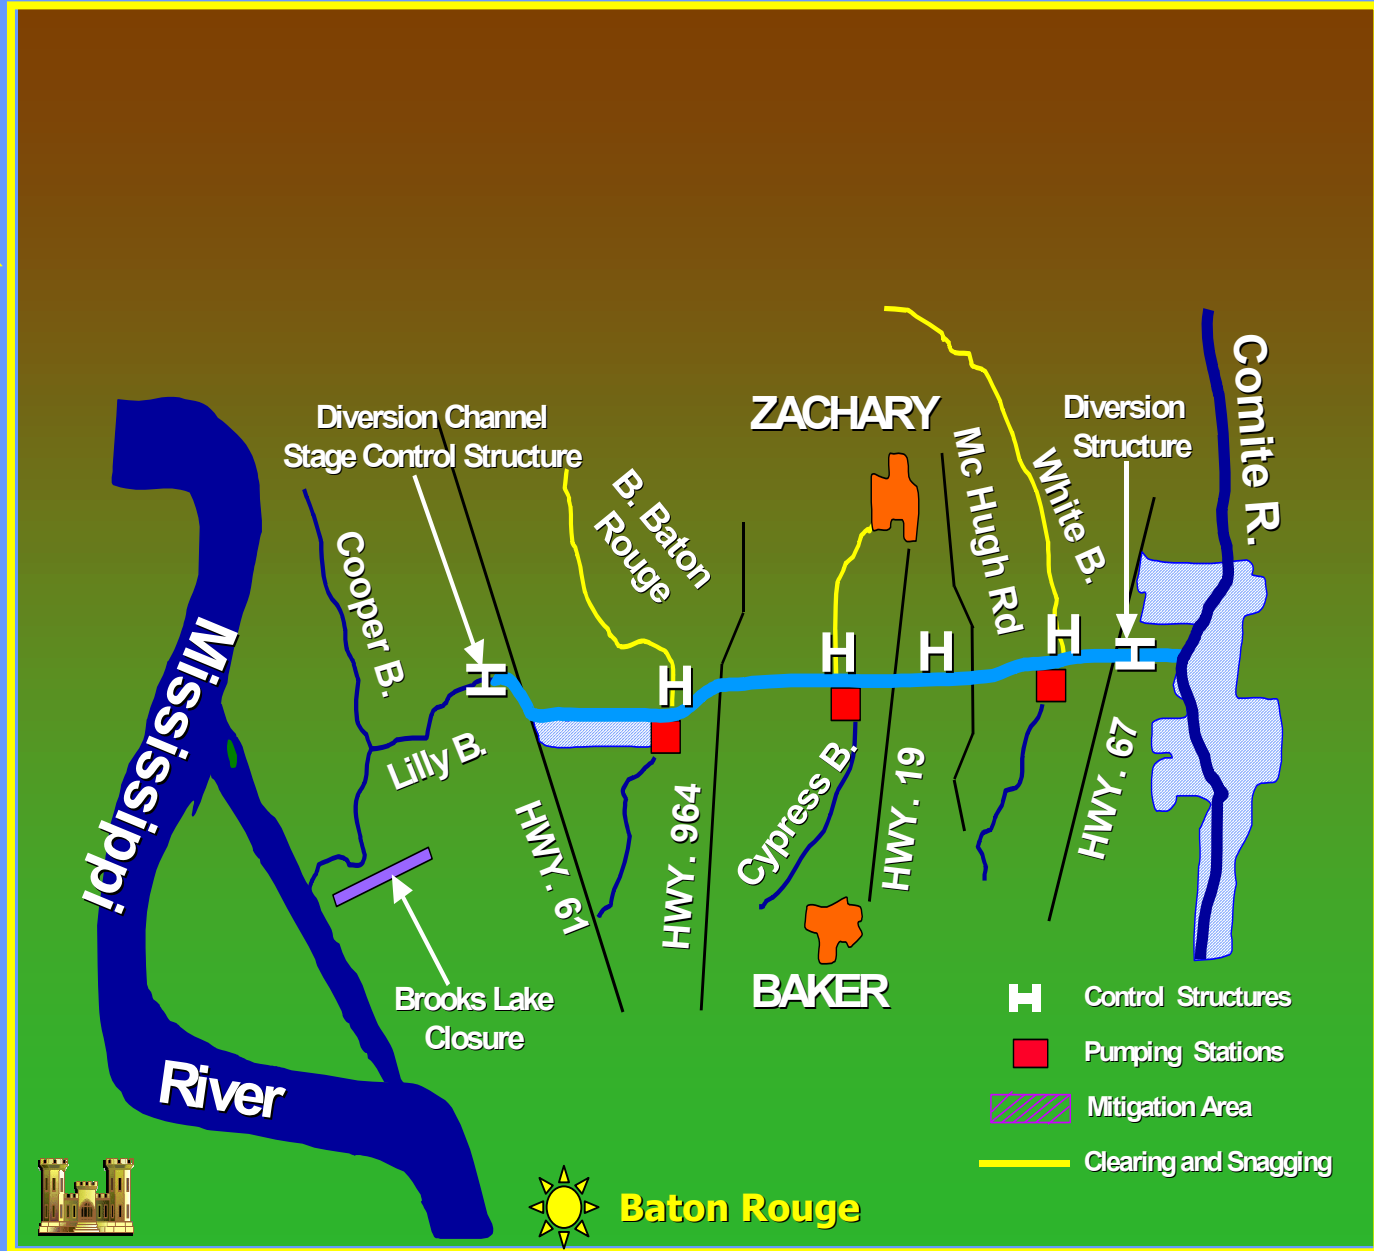 Comite R.
Diversion Channel
Stage Control Structure
ZACHARY
Diversion
Structure
Mc Hugh Rd
White B.
B. Baton
Rouge
Cooper B.
Mississippi
Lilly B.
HWY. 61
HWY. 964
Cypress B.
HWY. 19
HWY. 67
Brooks Lake
Closure
BAKER
H
H
H
H
H
H
River
H Control Structures
Pumping Stations
Mitigation Area
Clearing and Snagging
Baton Rouge